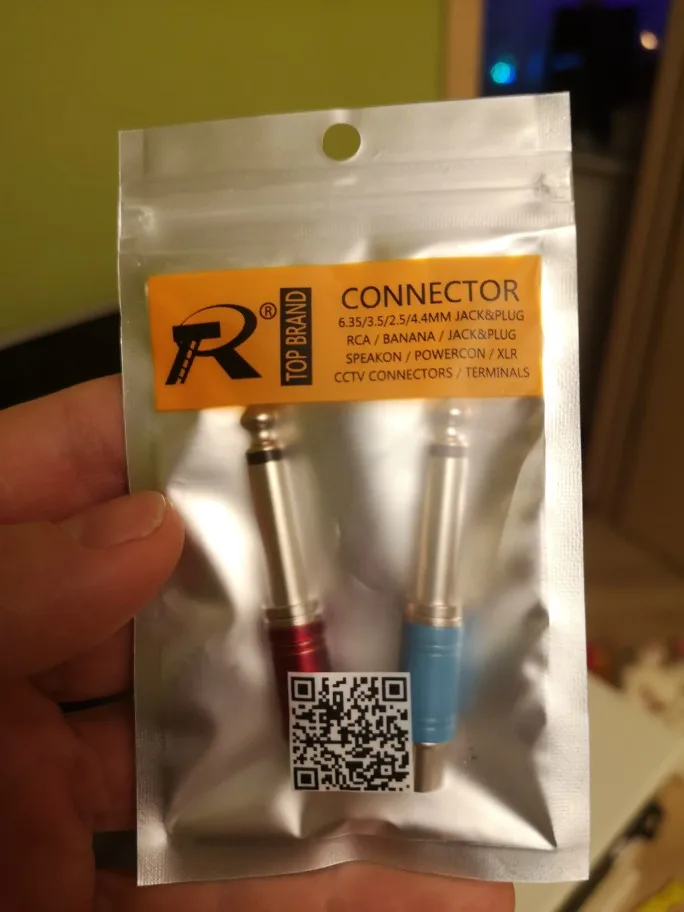 R®
TOP BRAND
CONNECTOR
6.35/3.5/2.5/4.4MM JACK&PLUG
RCA / BANANA / JACK&PLUG
SPEAKON / POWERCON / XLR
CCTV CONNECTORS / TERMINALS